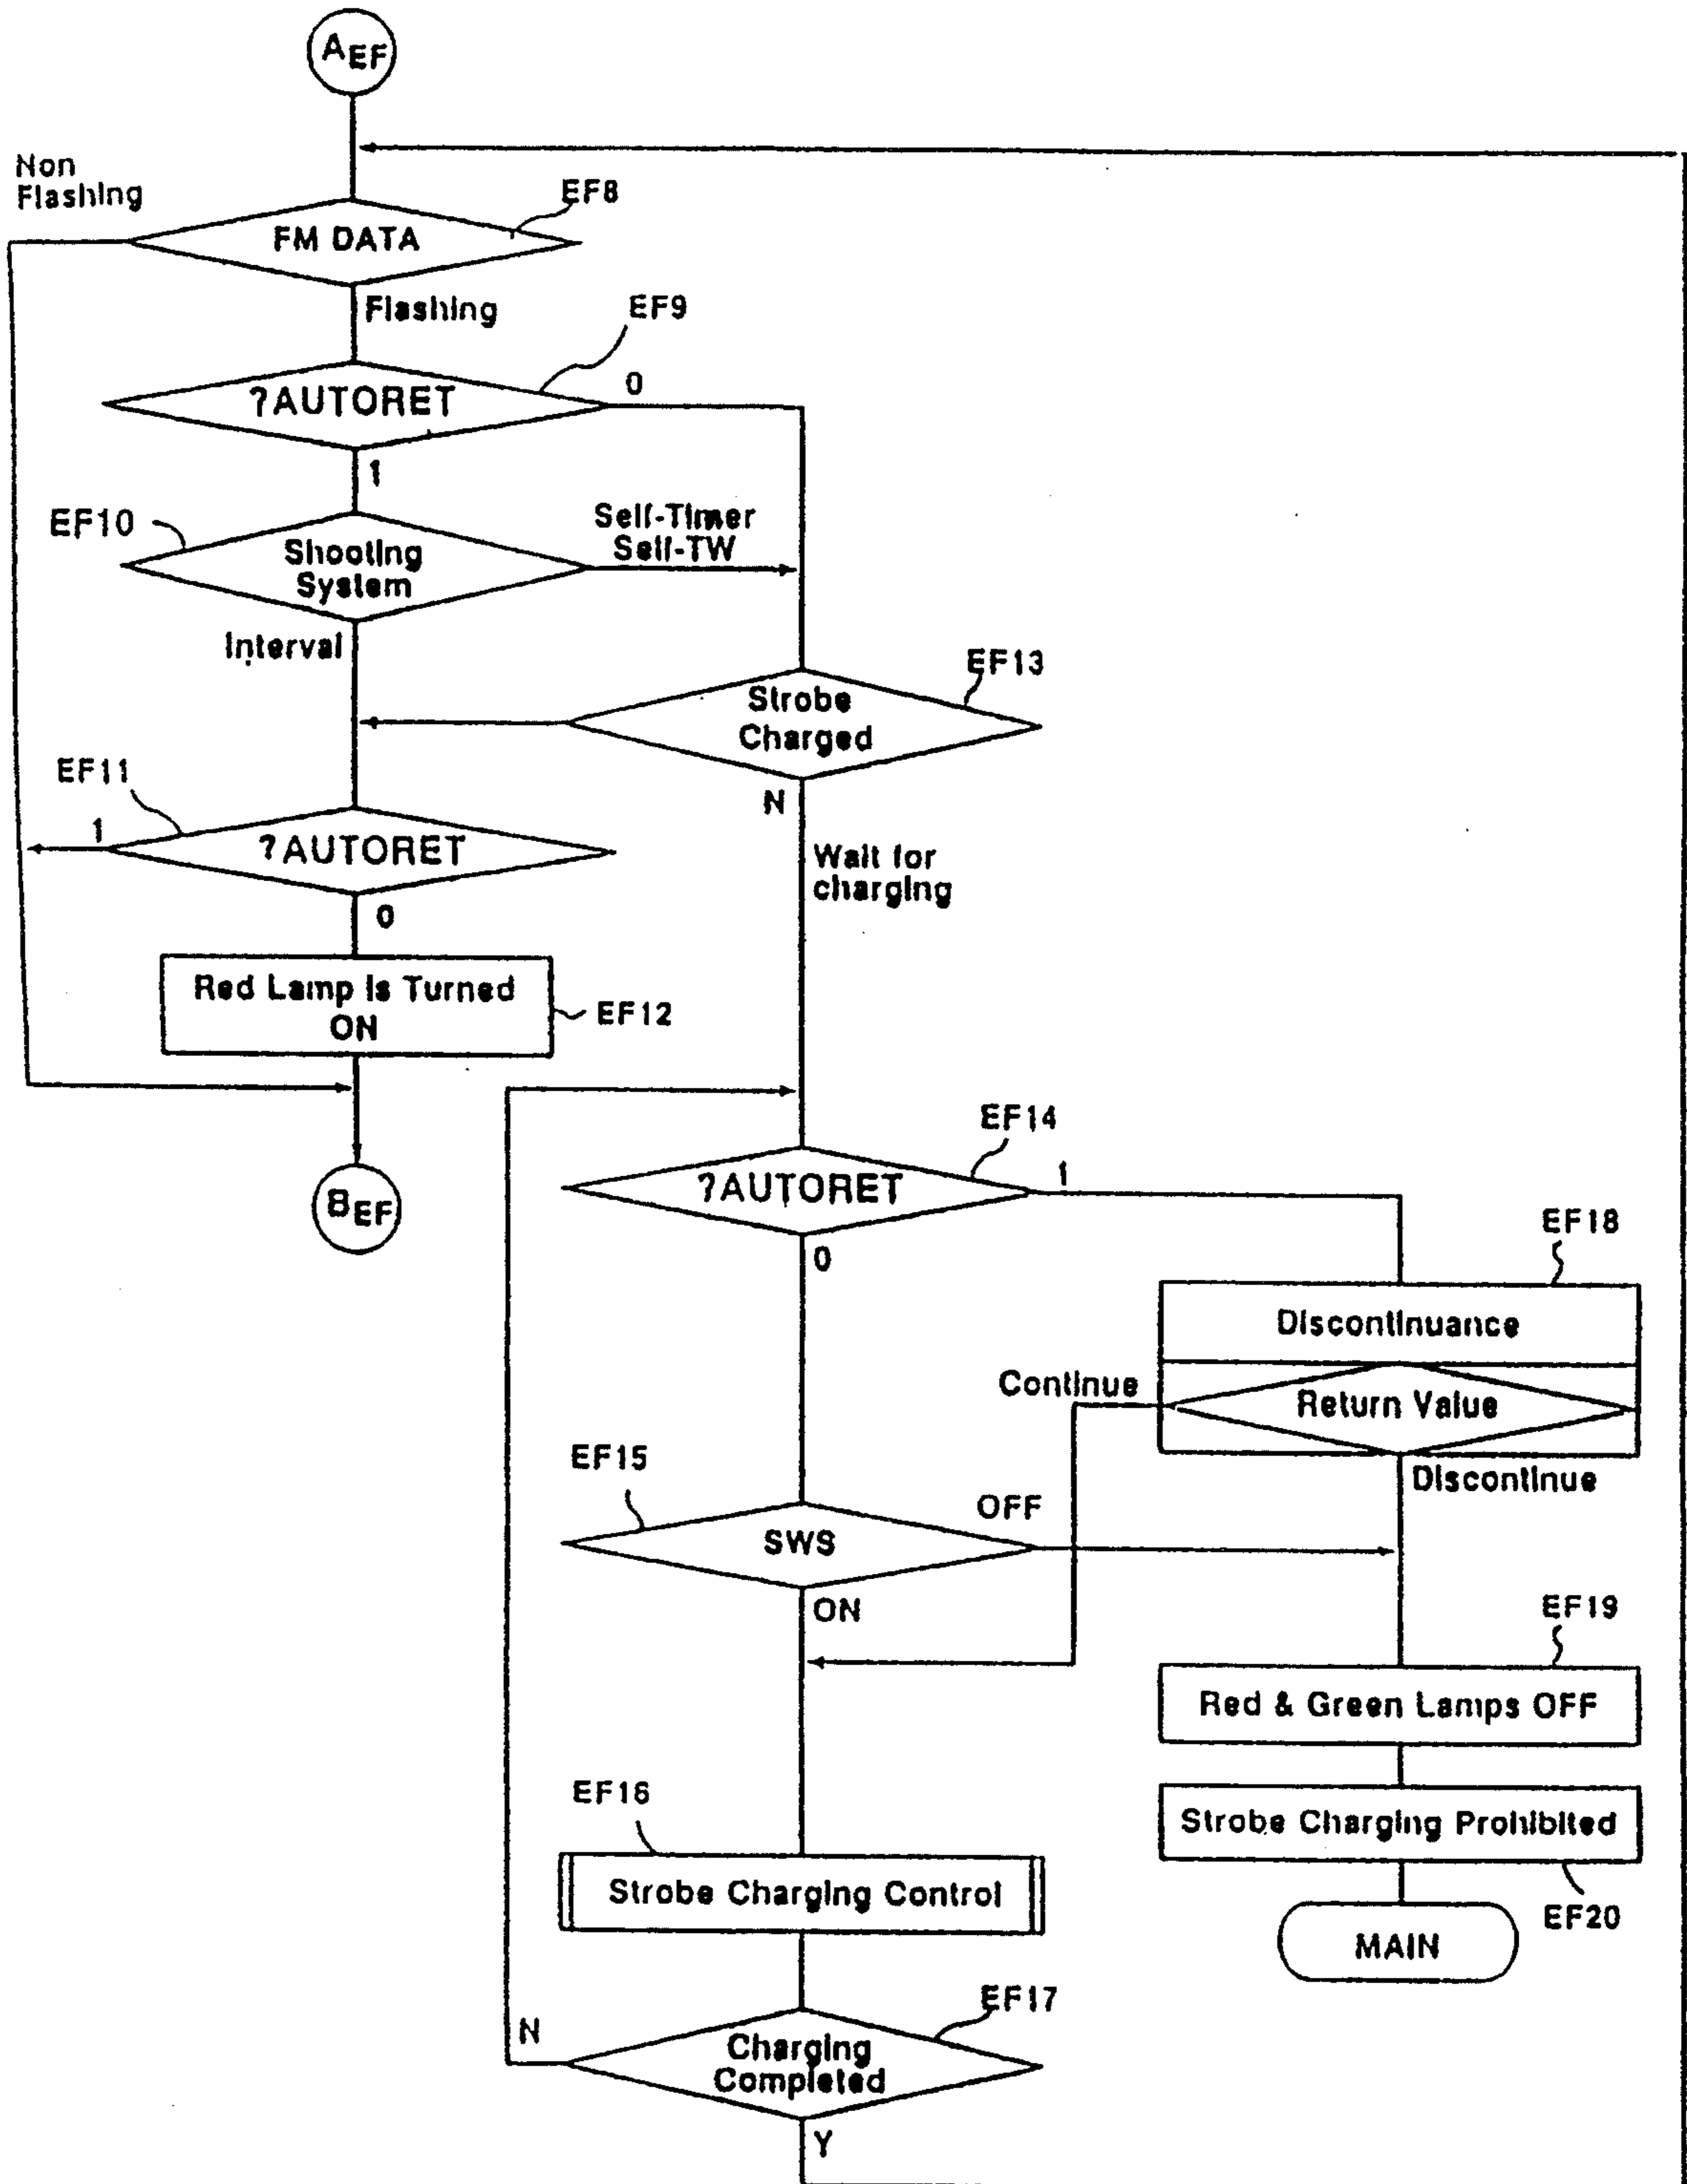 AEF
Non
Flashing
EF8
FM DATA
Flashing
EF9
?AUTORET
0
1
EF10
Shooting
System
Self-Timer
Self-TW
Interval
EF13
Strobe
Charged
N
EF11
1
?AUTORET
0
Wait for
charging
Red Lamp Is Turned
ON
EF12
BEF
EF14
?AUTORET
1
0
EF18
Discontinuance
Continue
Return Value
Discontinue
EF15
SWS
OFF
ON
EF19
Red & Green Lamps OFF
EF16
Strobe Charging Control
Strobe Charging Prohibited
EF20
MAIN
EF17
N
Charging
Completed
Y